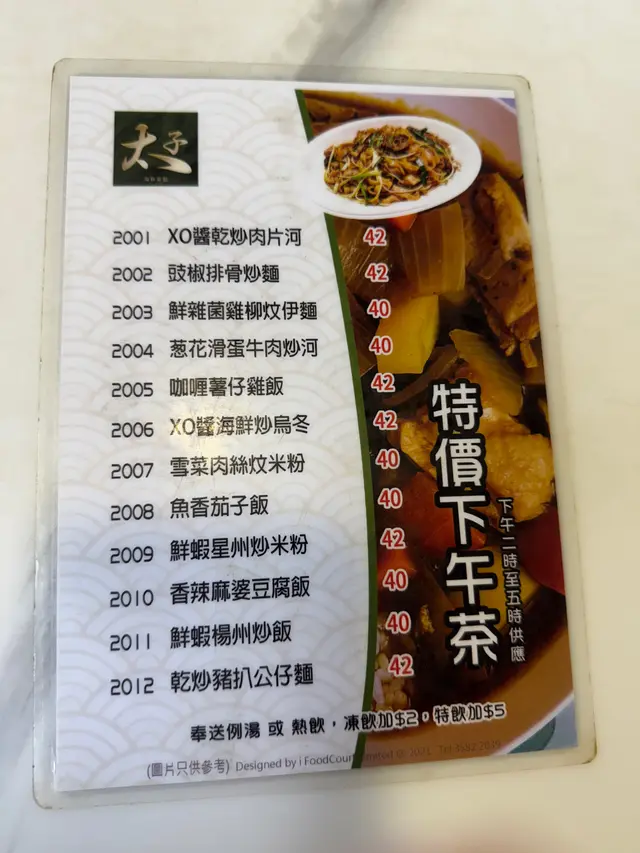 太子
2001 XO醬乾炒肉片河 42
2002 豉椒排骨炒麵 42
2003 鮮雜菌雞柳炆伊麵 40
2004 葱花滑蛋牛肉炒河 40
2005 咖喱薯仔雞飯 42
2006 XO醬海鮮炒烏冬 42
2007 雪菜肉絲炆米粉 40
2008 魚香茄子飯 40
2009 鮮蝦星州炒米粉 42
2010 香辣麻婆豆腐飯 40
2011 鮮蝦楊州炒飯 40
2012 乾炒豬扒公仔麵 42
特價下午茶
下午二時至五時供應
奉送例湯 或 熱飲，凍飲加$2，特飲加$5
(圖片只供參考) Designed by i FoodCourt Limited